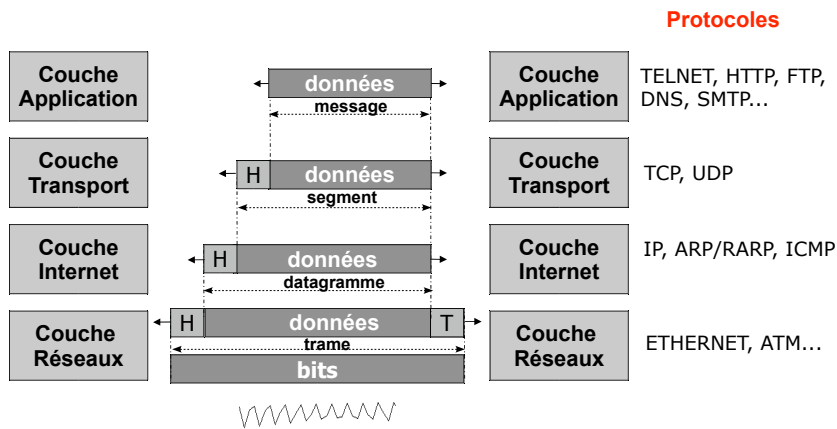 Protocoles
Couche
Application
données
message
Couche
Application
TELNET, HTTP, FTP,
DNS, SMTP...
Couche
Transport
H
données
segment
Couche
Transport
TCP, UDP
Couche
Internet
H
données
datagramme
Couche
Internet
IP, ARP/RARP, ICMP
Couche
Réseaux
H
données
T
trame
bits
Couche
Réseaux
ETHERNET, ATM...